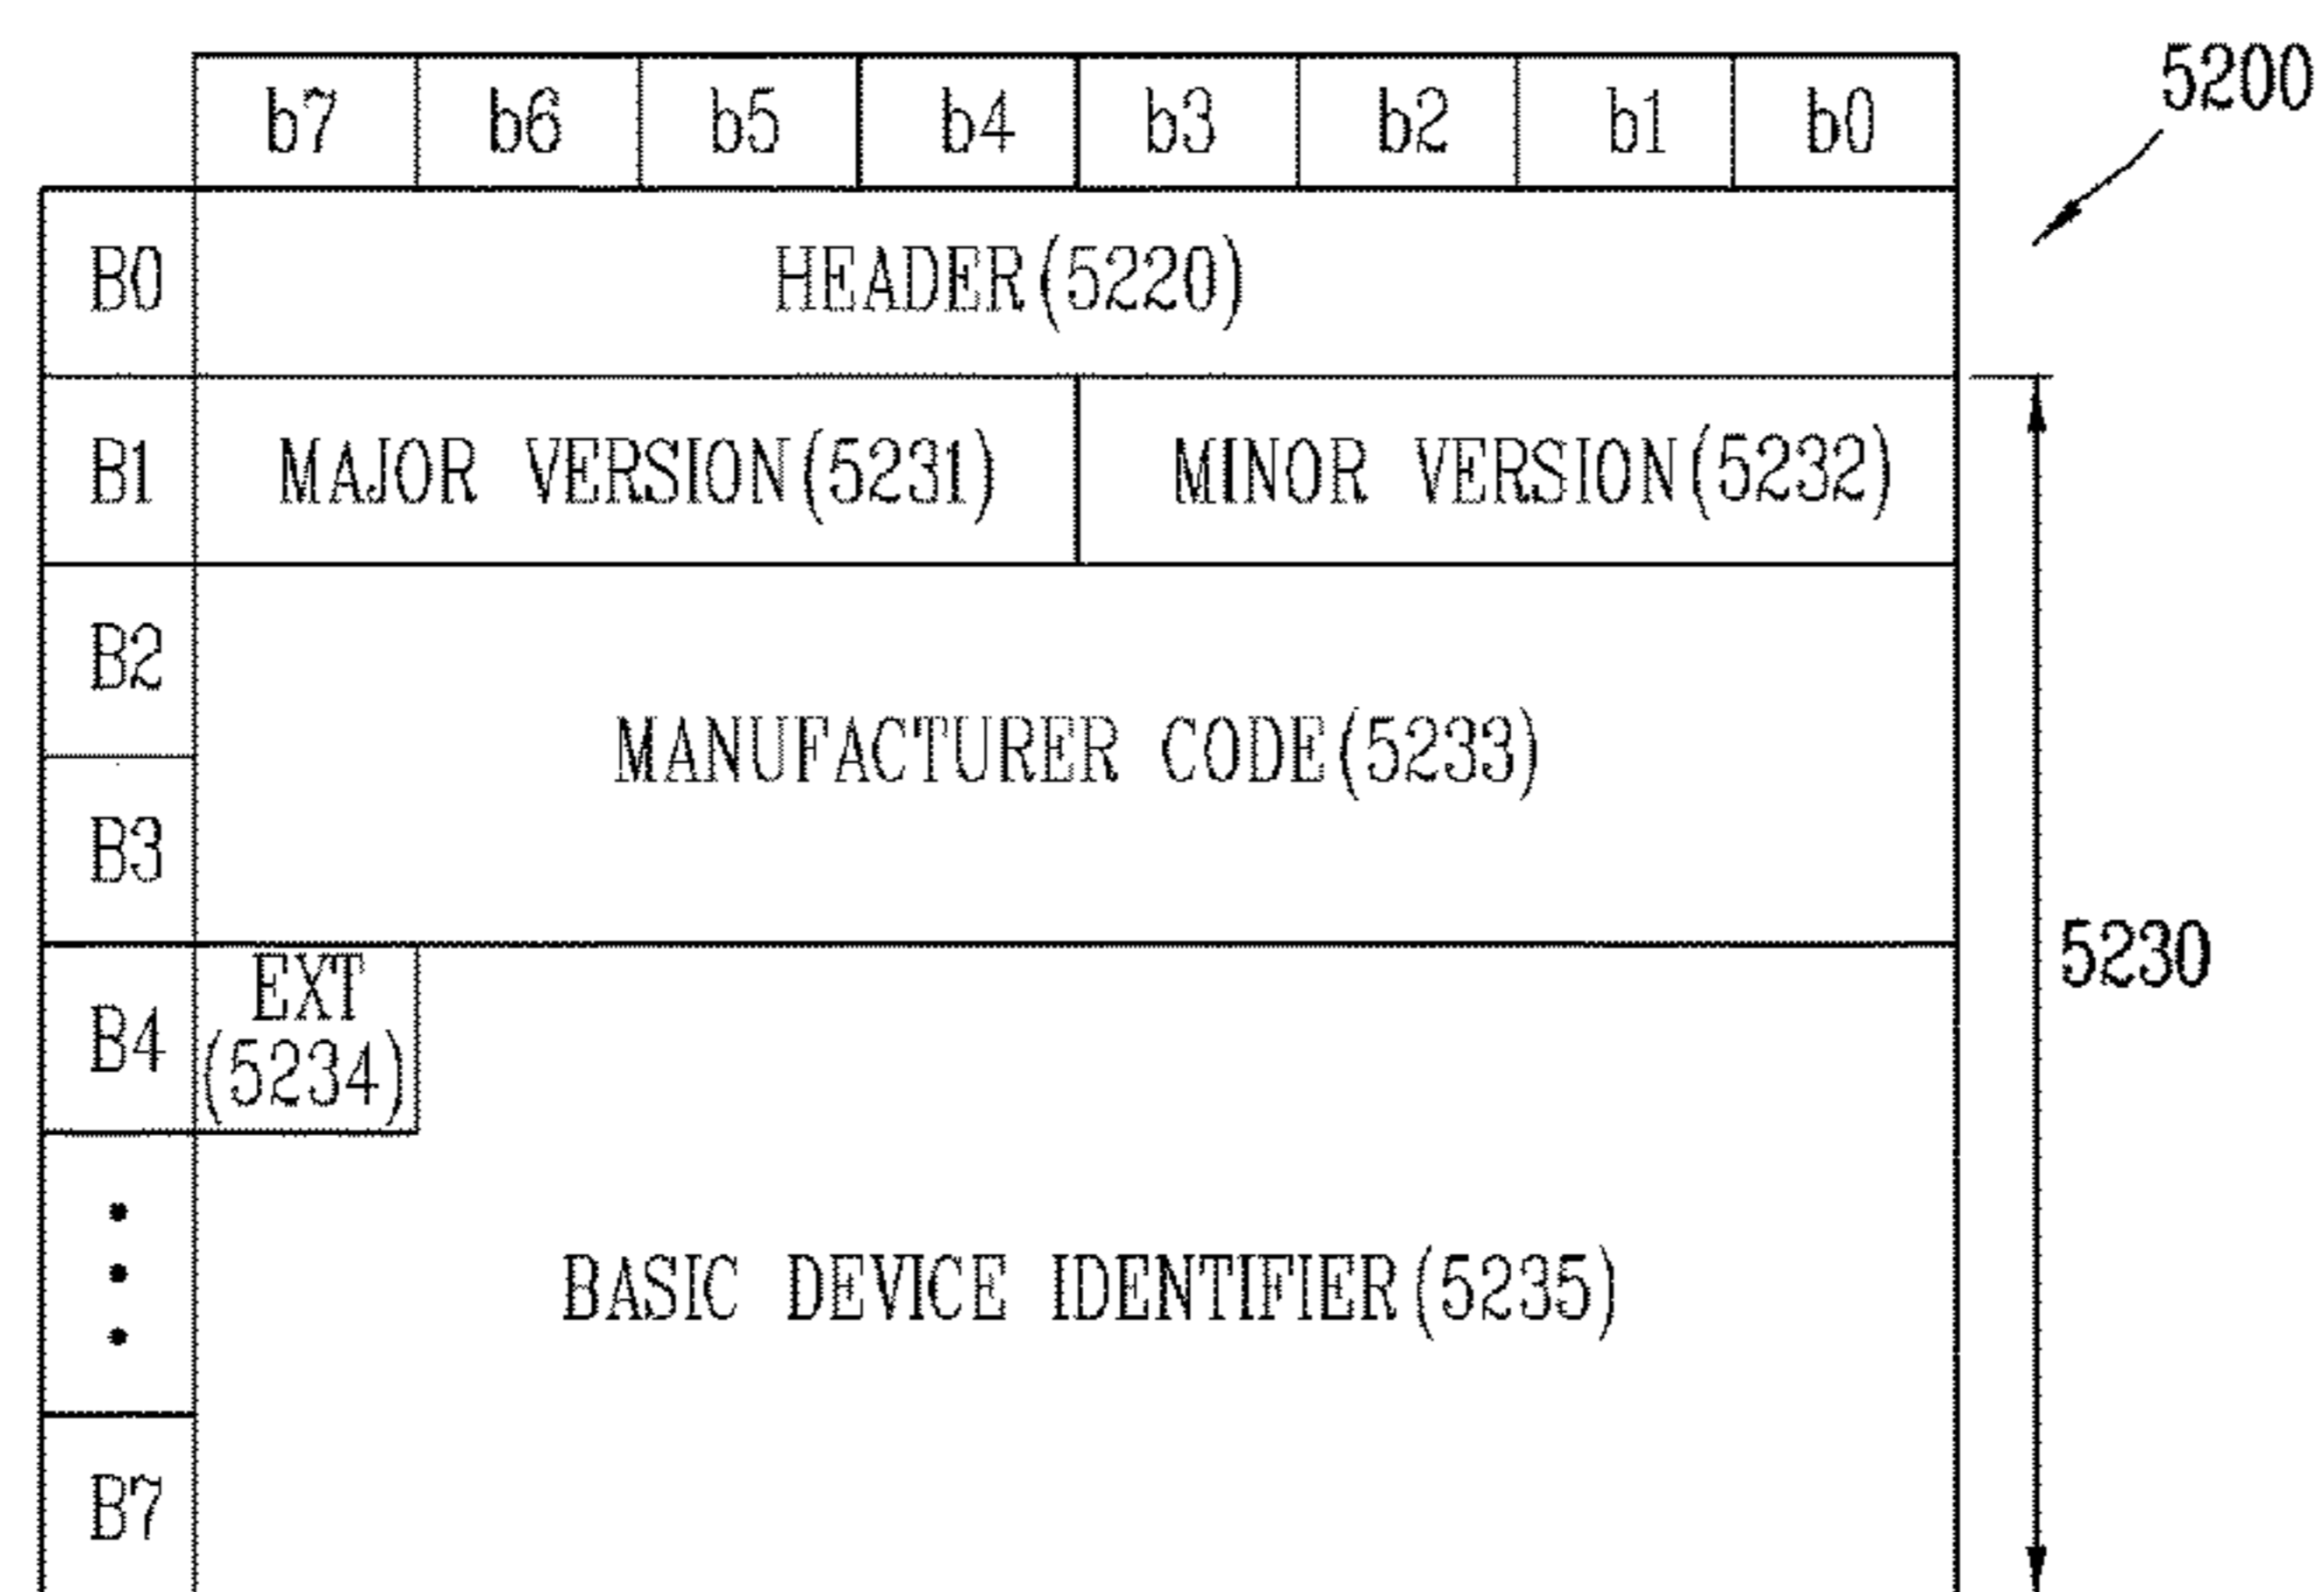 b7 b6 b5 b4 b3 b2 b1 b0
5200
B0 HEADER(5220)
B1 MAJOR VERSION(5231) MINOR VERSION(5232)
B2
MANUFACTURER CODE(5233)
B3
5230
B4 EXT
(5234)
BASIC DEVICE IDENTIFIER(5235)
B7